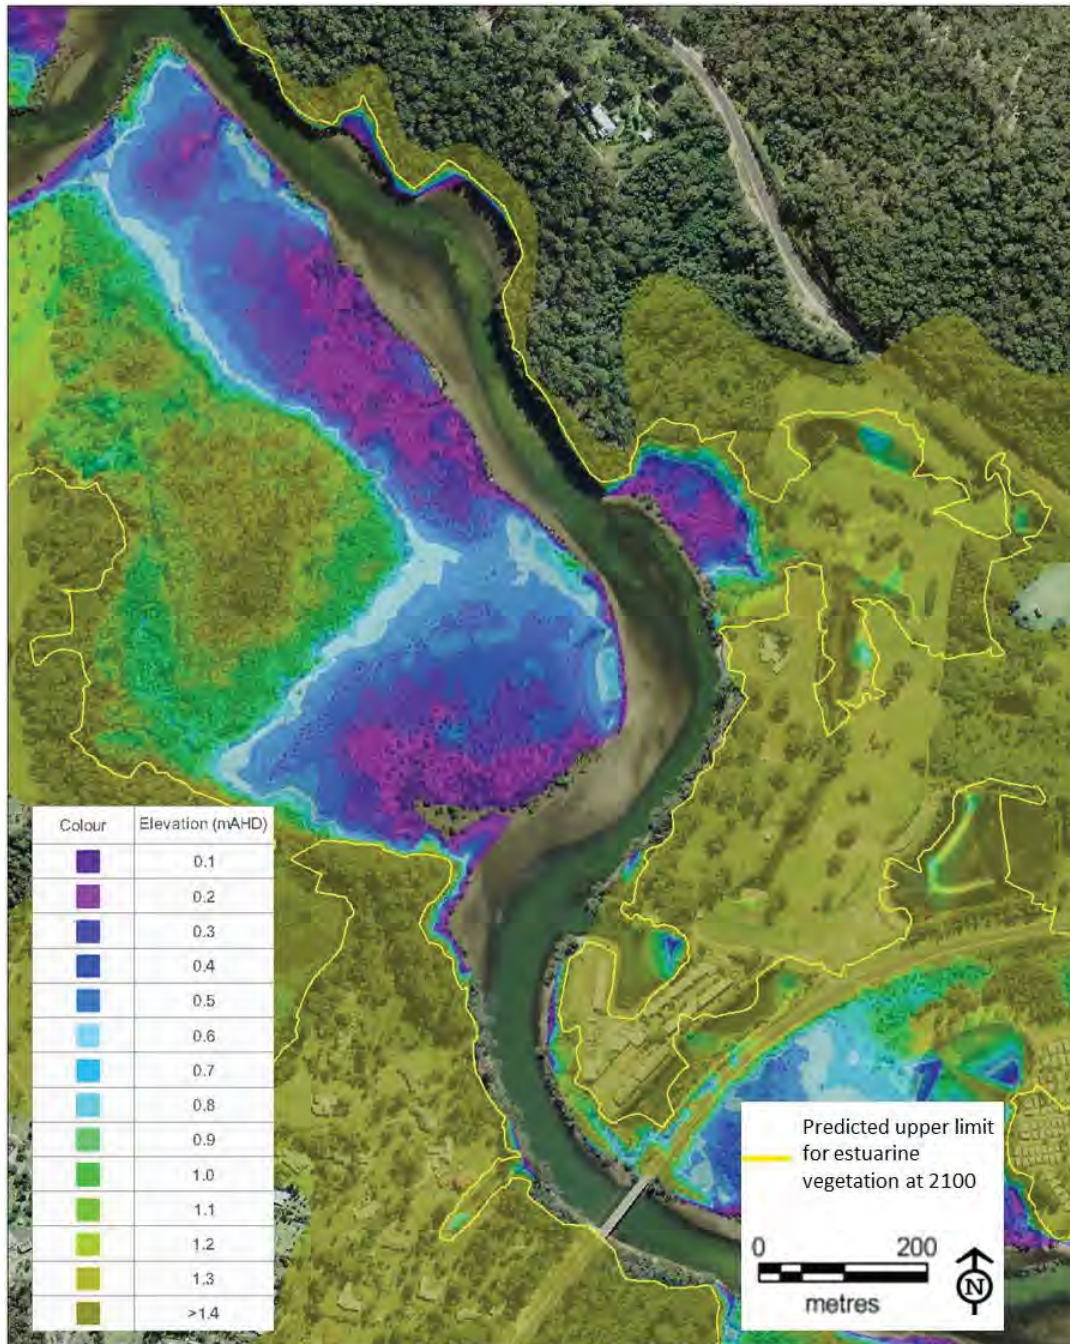 Colour Elevation (mAHD)
0.1
0.2
0.3
0.4
0.5
0.6
0.7
0.8
0.9
1.0
1.1
1.2
1.3
>1.4
Predicted upper limit
for estuarine
vegetation at 2100
0 200
metres
N